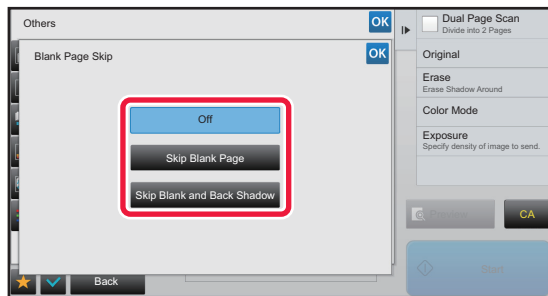 Others
OK
Blank Page Skip
OK
Off
Skip Blank Page
Skip Blank and Back Shadow
Back
Dual Page Scan
Divide into 2 Pages
Original
Erase
Erase Shadow Around
Color Mode
Exposure
Specify density of image to send.
Preview
CA
Start